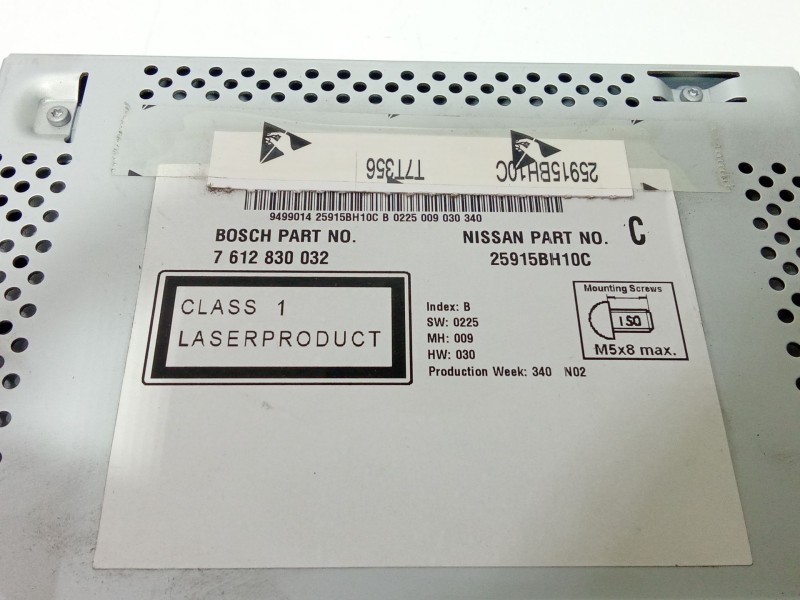 T7T356
25915BH10C
9499014 25915BH10C B 0225 009 030 340
BOSCH PART NO.
7 612 830 032
NISSAN PART NO.
25915BH10C
C
CLASS 1
LASERPRODUCT
Index: B
SW: 0225
MH: 009
HW: 030
Production Week: 340 N02
Mounting Screws
ISO
M5x8 max.